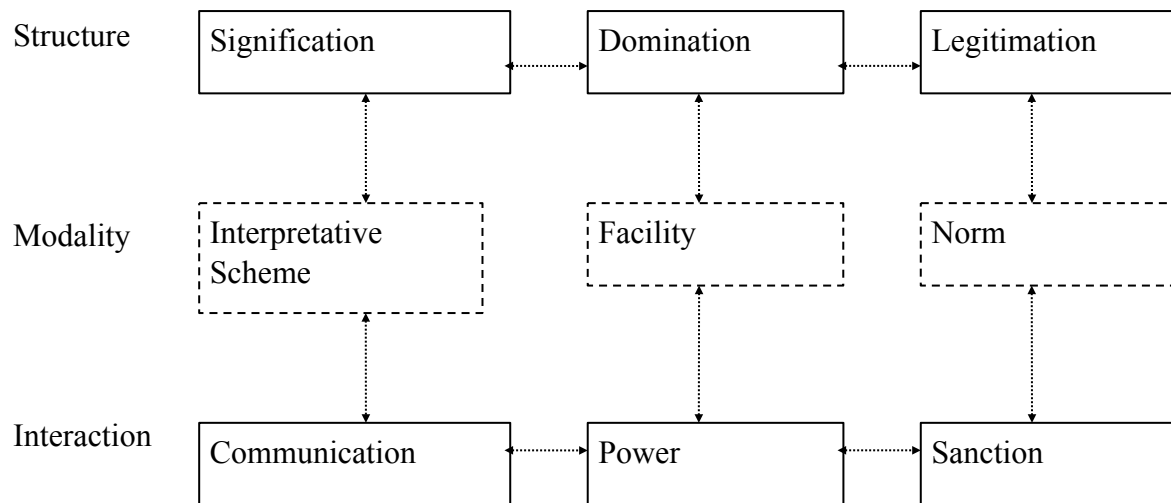 Structure
Signification
Domination
Legitimation
Modality
Interpretative
Scheme
Facility
Norm
Interaction
Communication
Power
Sanction